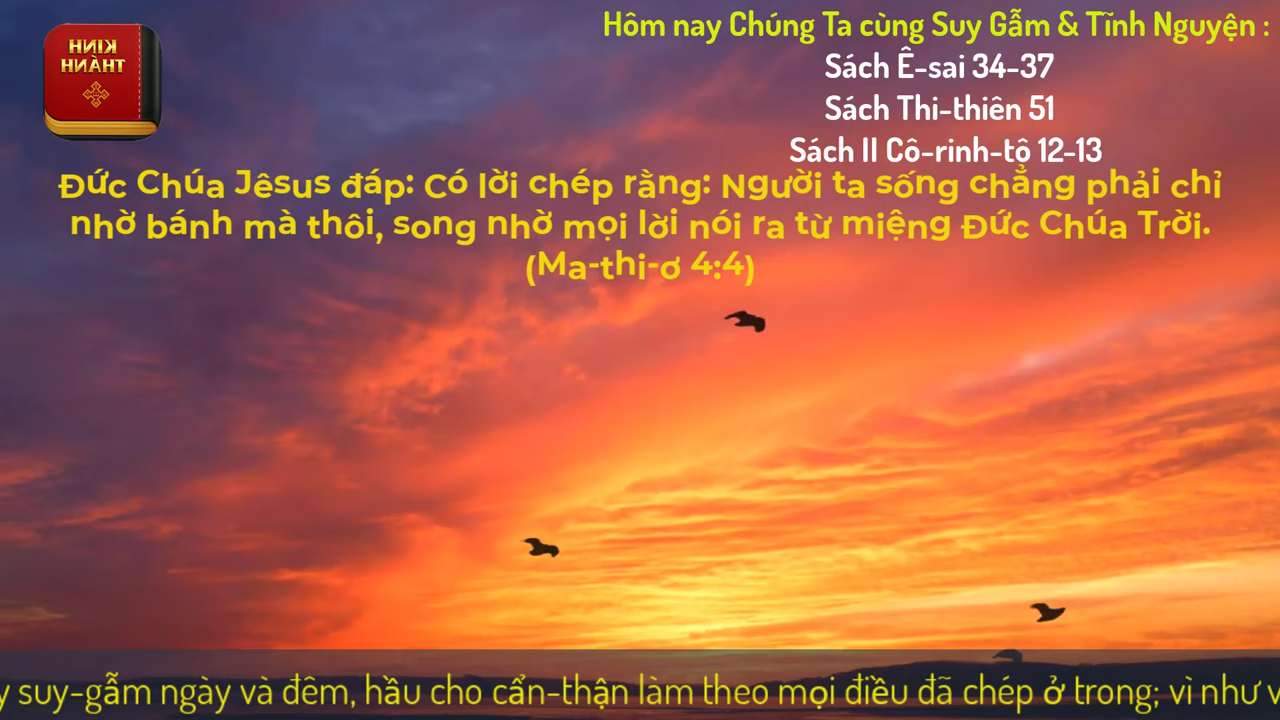 KINH
THÀNH
Hôm nay Chúng Ta cùng Suy Gẫm & Tĩnh Nguyện :
Sách Ê-sai 34-37
Sách Thi-thiên 51
Sách II Cô-rinh-tô 12-13
Đức Chúa Jêsus đáp: Có lời chép rằng: Người ta sống chẳng phải chỉ
nhờ bánh mà thôi, song nhờ mọi lời nói ra từ miệng Đức Chúa Trời.
(Ma-thi-ơ 4:4)
y suy-gẫm ngày và đêm, hầu cho cẩn-thận làm theo mọi điều đã chép ở trong; vì như v